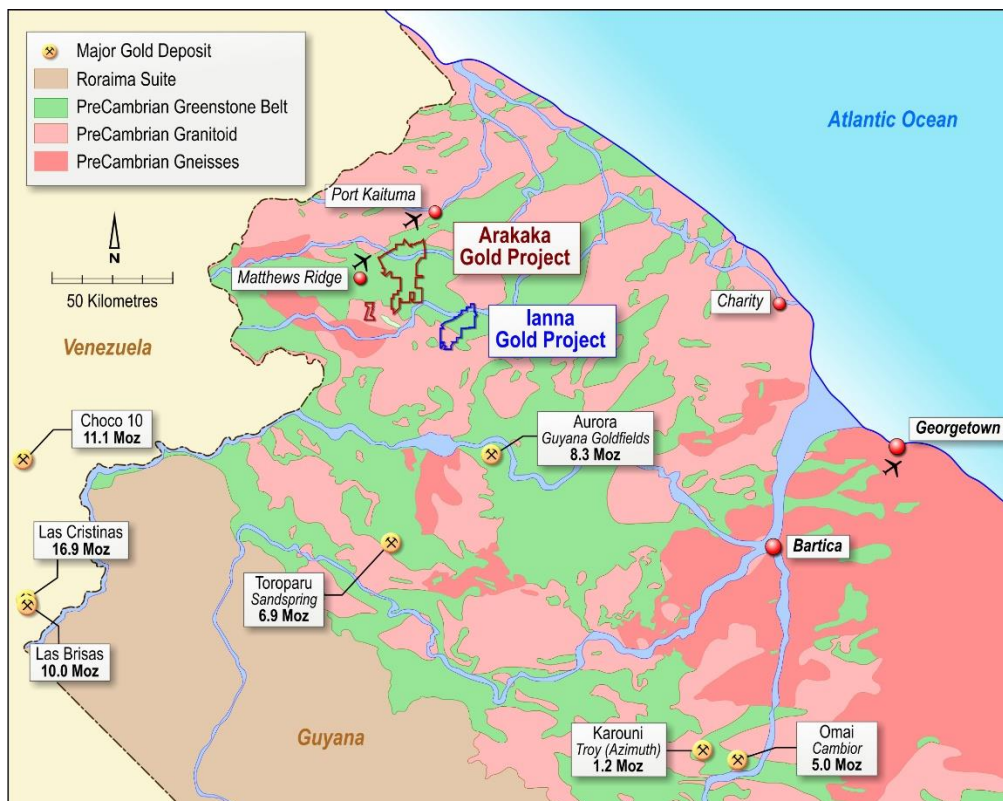 Major Gold Deposit
Roraima Suite
PreCambrian Greenstone Belt
PreCambrian Granitoid
PreCambrian Gneisses
Atlantic Ocean
N
50 Kilometres
Port Kaituma
Arakaka
Gold Project
Matthews Ridge
Ianna
Gold Project
Charity
Venezuela
Choco 10
11.1 Moz
Aurora
Guyana Goldfields
8.3 Moz
Georgetown
Las Cristinas
16.9 Moz
Bartica
Toroparu
Sandspring
6.9 Moz
Las Brisas
10.0 Moz
Guyana
Karouni
Troy (Azimuth)
1.2 Moz
Omai
Cambior
5.0 Moz